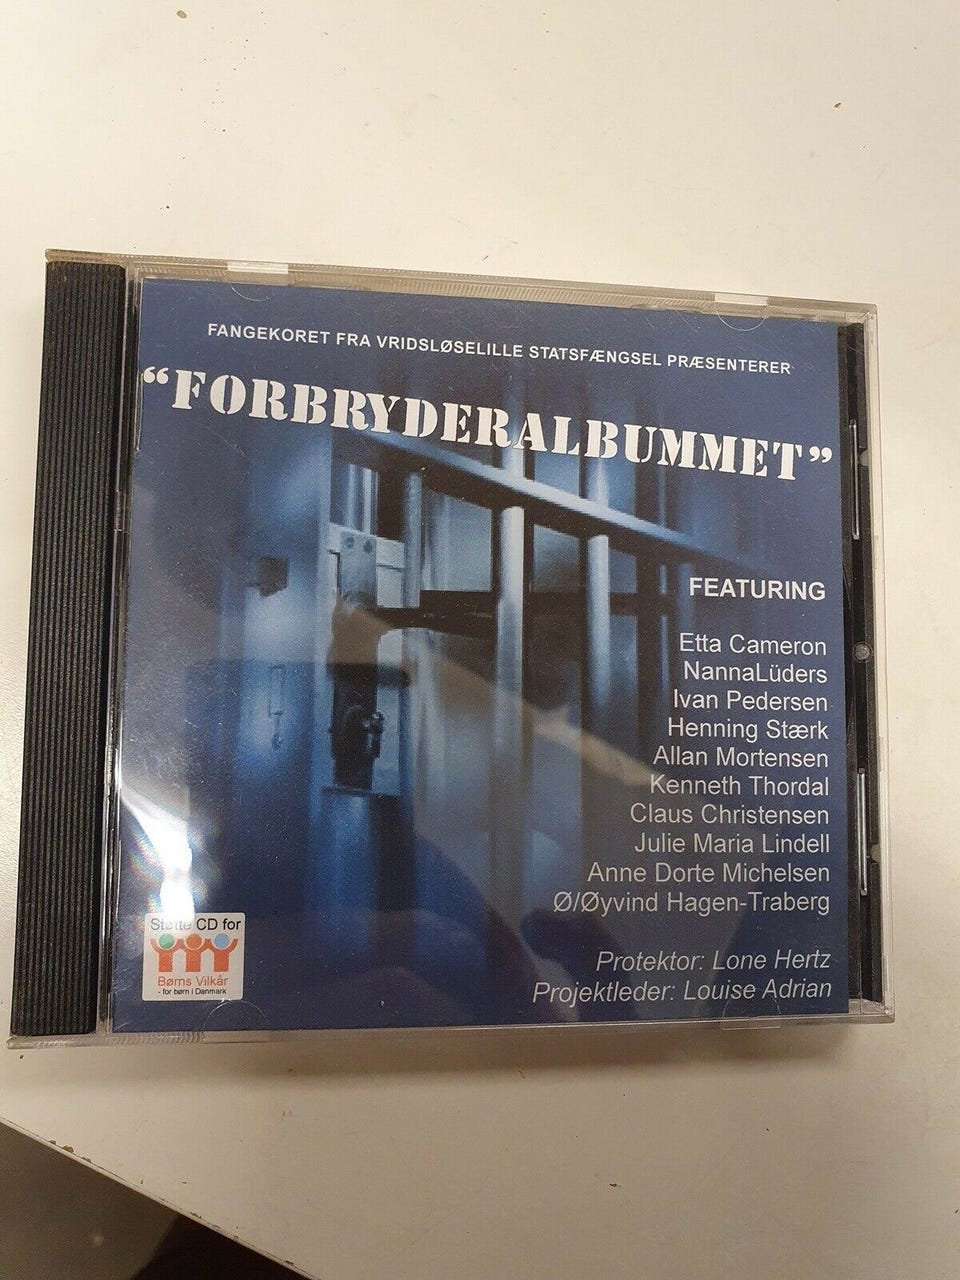 FANGEKORET FRA VRIDSLØSELILLE STATSFÆNGSEL PRÆSENTERER
“FORBRYDERALBUMMET”
FEATURING
Etta Cameron
NannaLüders
Ivan Pedersen
Henning Stærk
Allan Mortensen
Kenneth Thordal
Claus Christensen
Julie Maria Lindell
Anne Dorte Michelsen
Ø/Øyvind Hagen-Traberg
Protektor: Lone Hertz
Projektleder: Louise Adrian
Støtte CD for
Børns Vilkår
- for børn i Danmark